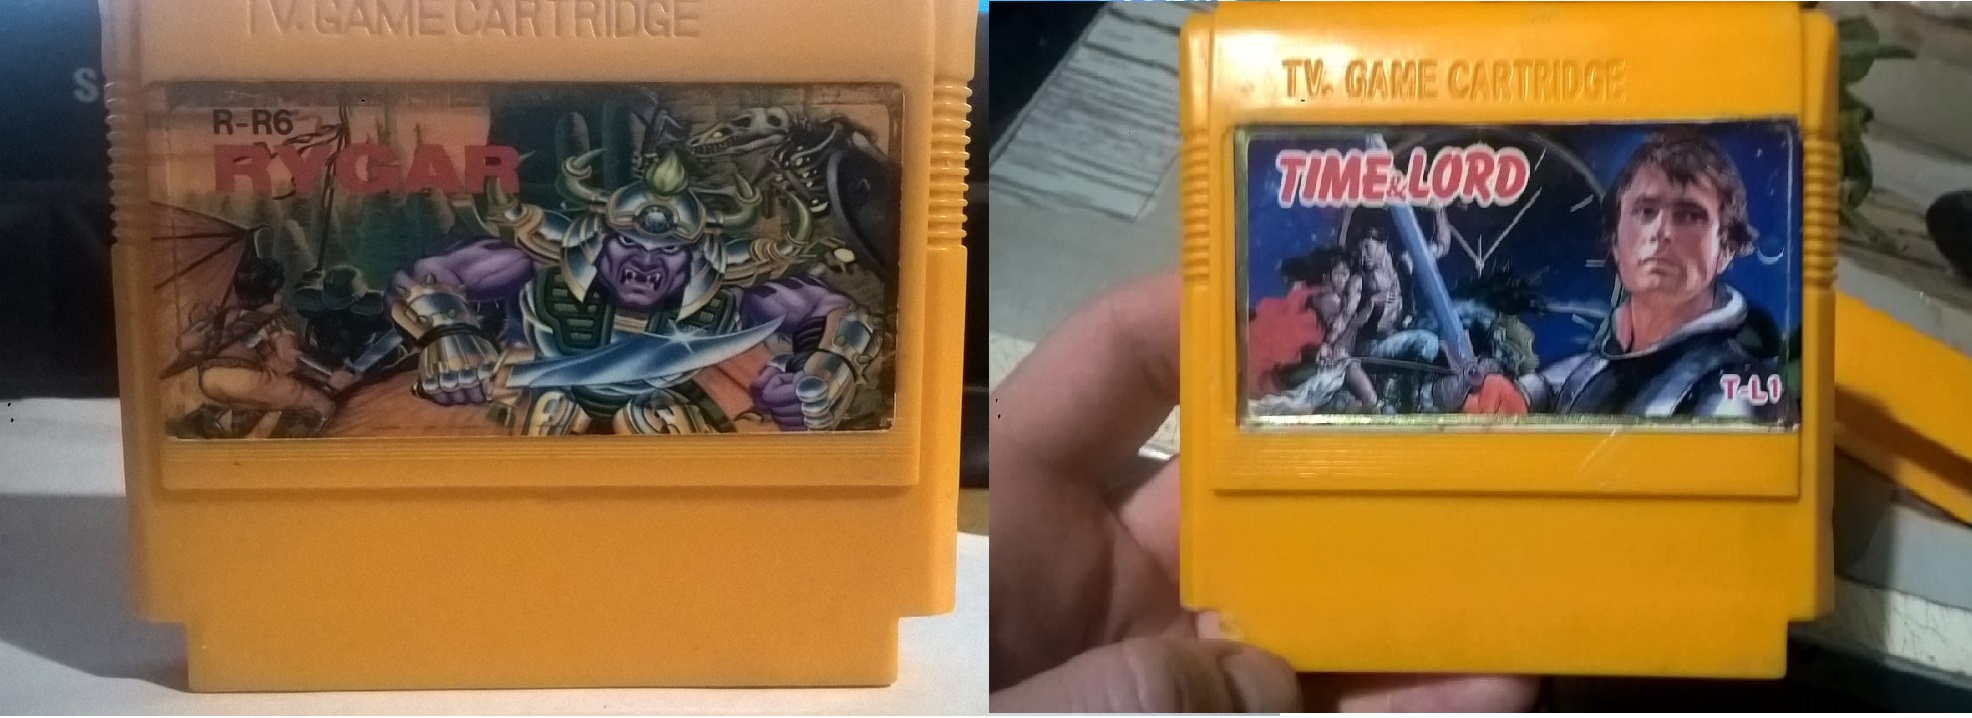 TV. GAME CARTRIDGE
R-R6
RYGAR
TV. GAME CARTRIDGE
TIME & LORD
T-L1